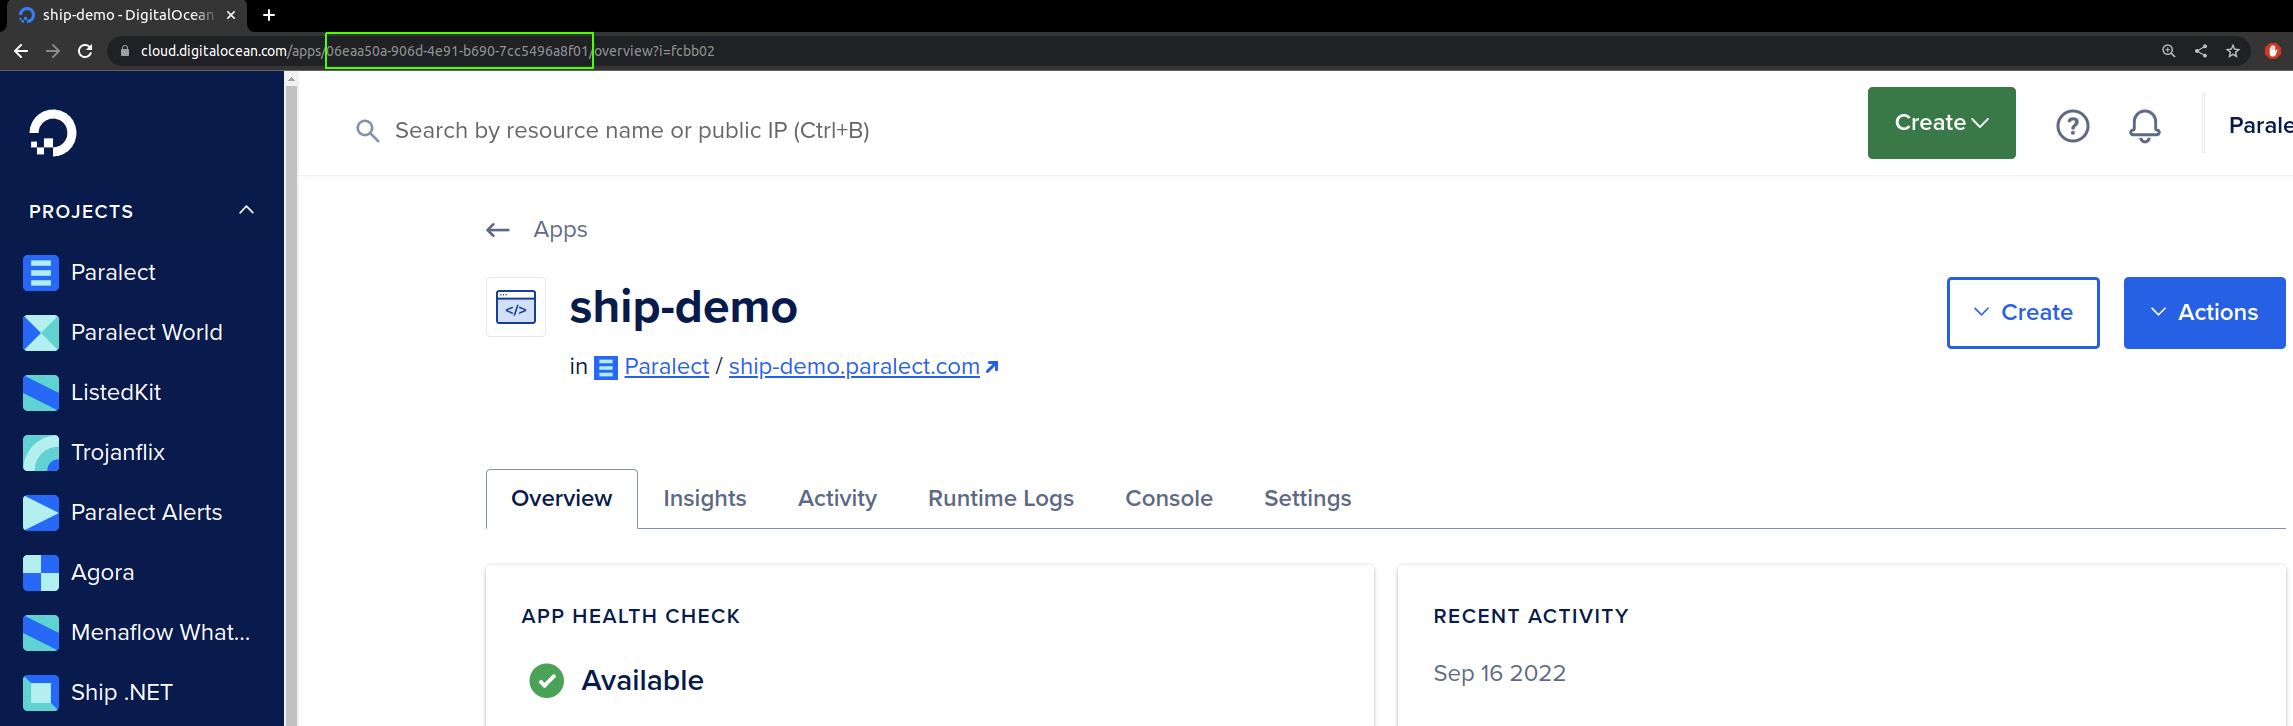 ship-demo - DigitalOcean
cloud.digitalocean.com/apps/06eaa50a-906d-4e91-b690-7cc5496a8f01/overview?i=fcbb02
Search by resource name or public IP (Ctrl+B)
Create
Parale
PROJECTS
Paralect
Paralect World
ListedKit
Trojanflix
Paralect Alerts
Agora
Menaflow What...
Ship .NET
Apps
ship-demo
in Paralect / ship-demo.paralect.com
Create
Actions
Overview Insights Activity Runtime Logs Console Settings
APP HEALTH CHECK
Available
RECENT ACTIVITY
Sep 16 2022